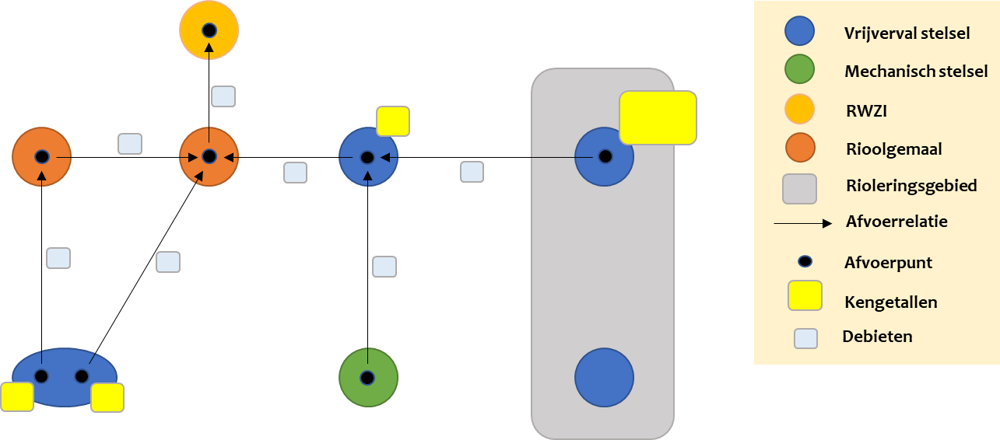 Vrijverval stelsel
Mechanisch stelsel
RWZI
Rioolgemaal
Rioleringsgebied
Afvoerrelatie
Afvoerpunt
Kengetallen
Debieten